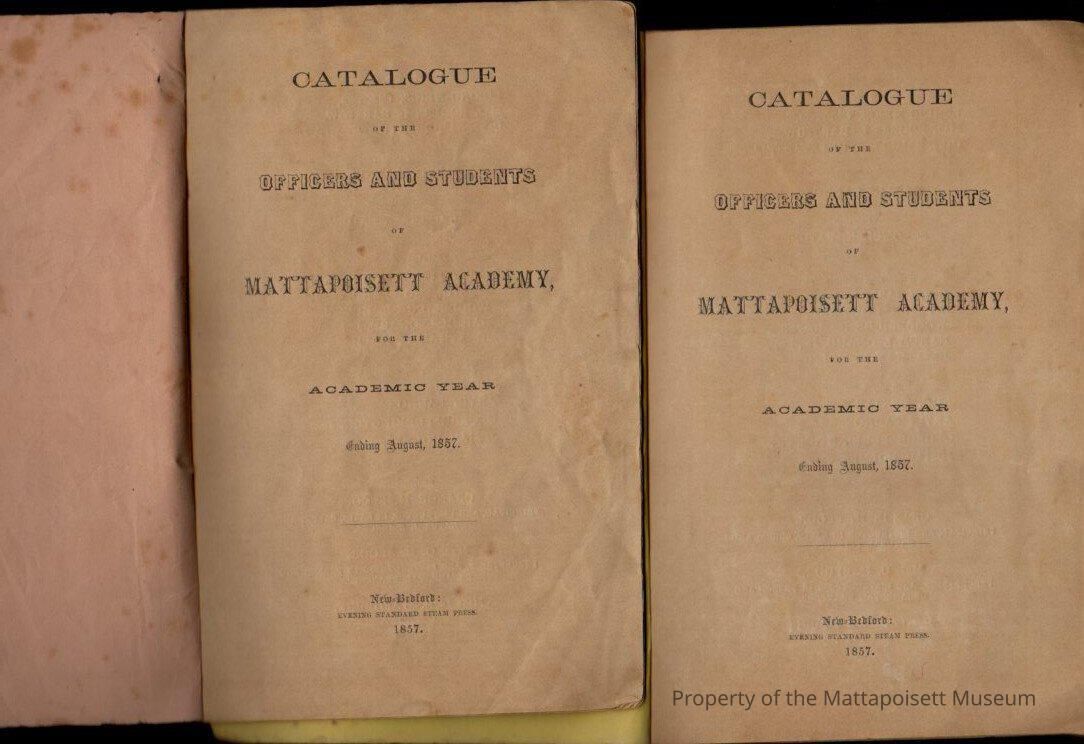 CATALOGUE
OF THE
OFFICERS AND STUDENTS
OF
MATTAPOISETT ACADEMY,
FOR THE
ACADEMIC YEAR
Ending August, 1857.
New-Bedford:
EVENING STANDARD STEAM PRESS.
1857.
CATALOGUE
OF THE
OFFICERS AND STUDENTS
OF
MATTAPOISETT ACADEMY,
FOR THE
ACADEMIC YEAR
Ending August, 1857.
New-Bedford:
EVENING STANDARD STEAM PRESS.
1857.
Property of the Mattapoisett Museum